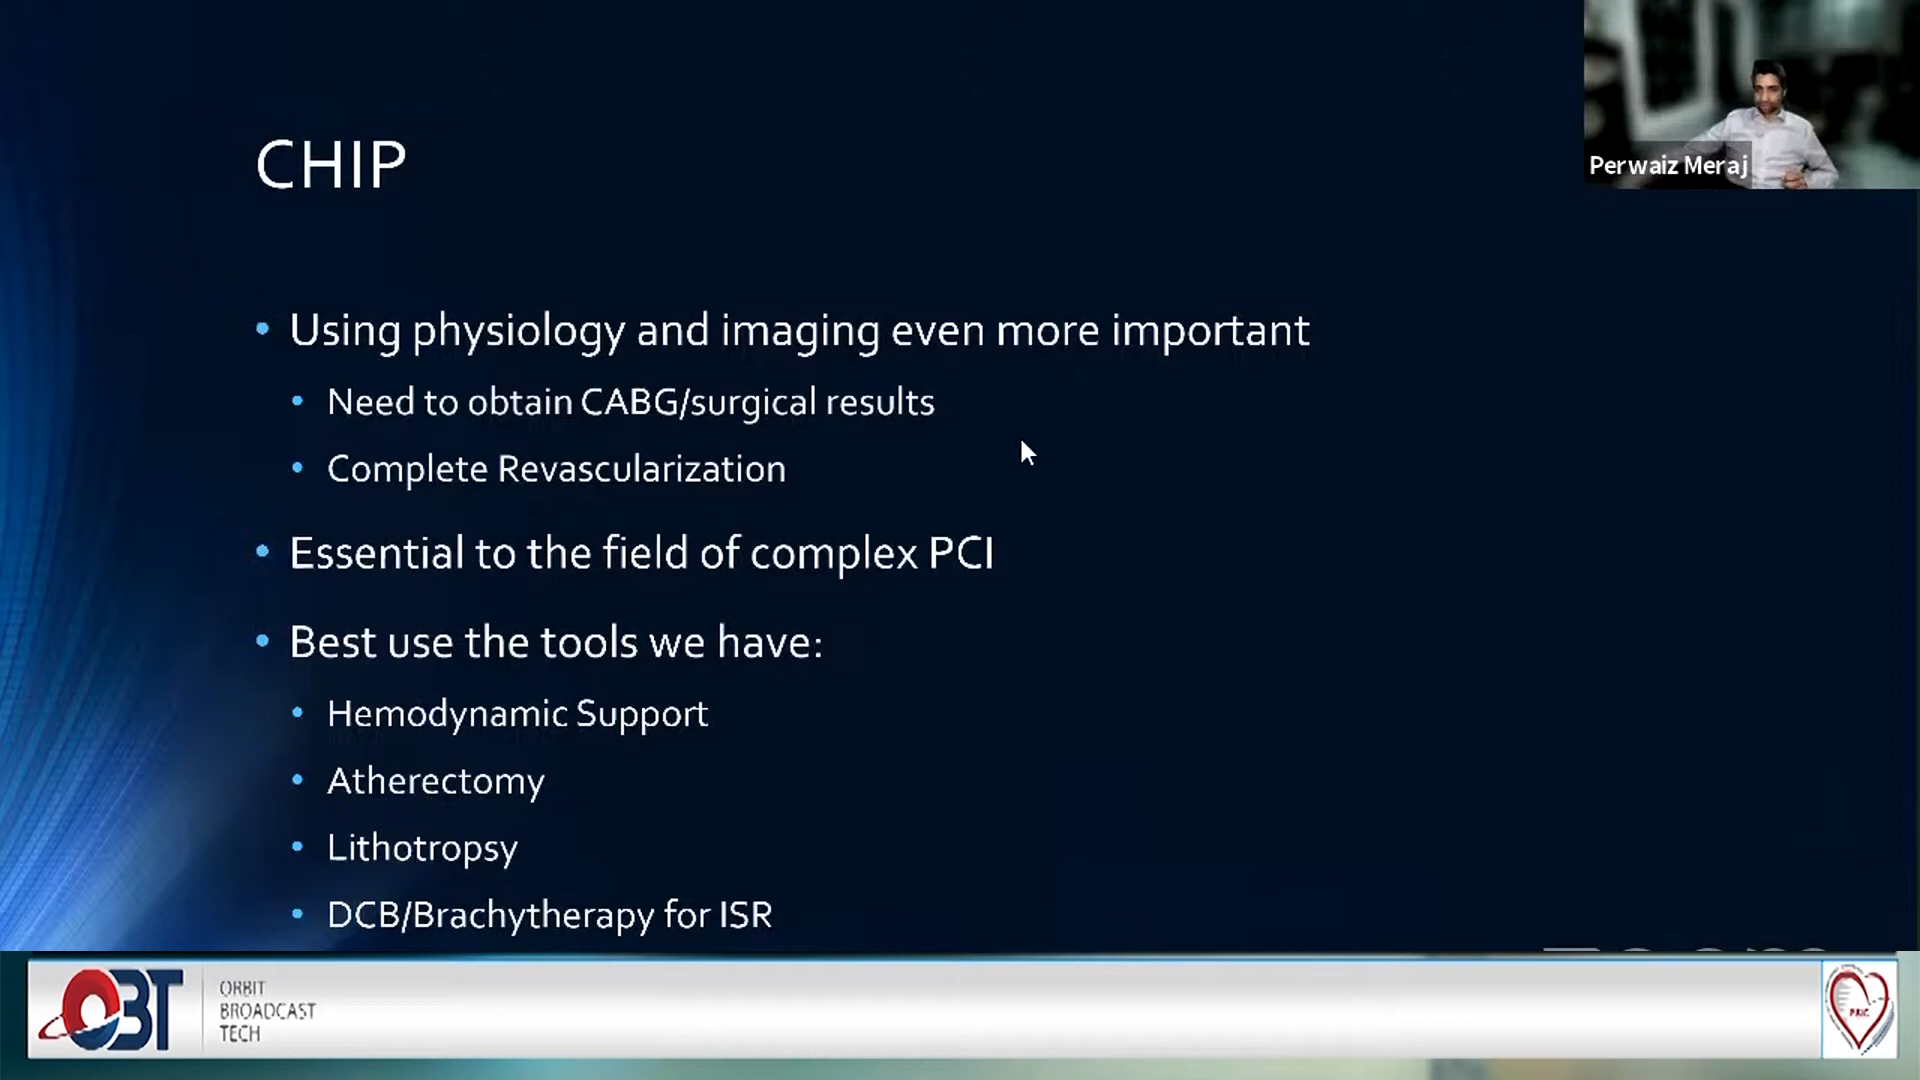 Perwaiz Meraj
CHIP
• Using physiology and imaging even more important
• Need to obtain CABG/surgical results
• Complete Revascularization
• Essential to the field of complex PCI
• Best use the tools we have:
• Hemodynamic Support
• Atherectomy
• Lithotropsy
• DCB/Brachytherapy for ISR
OBT
ORBIT
BROADCAST
TECH